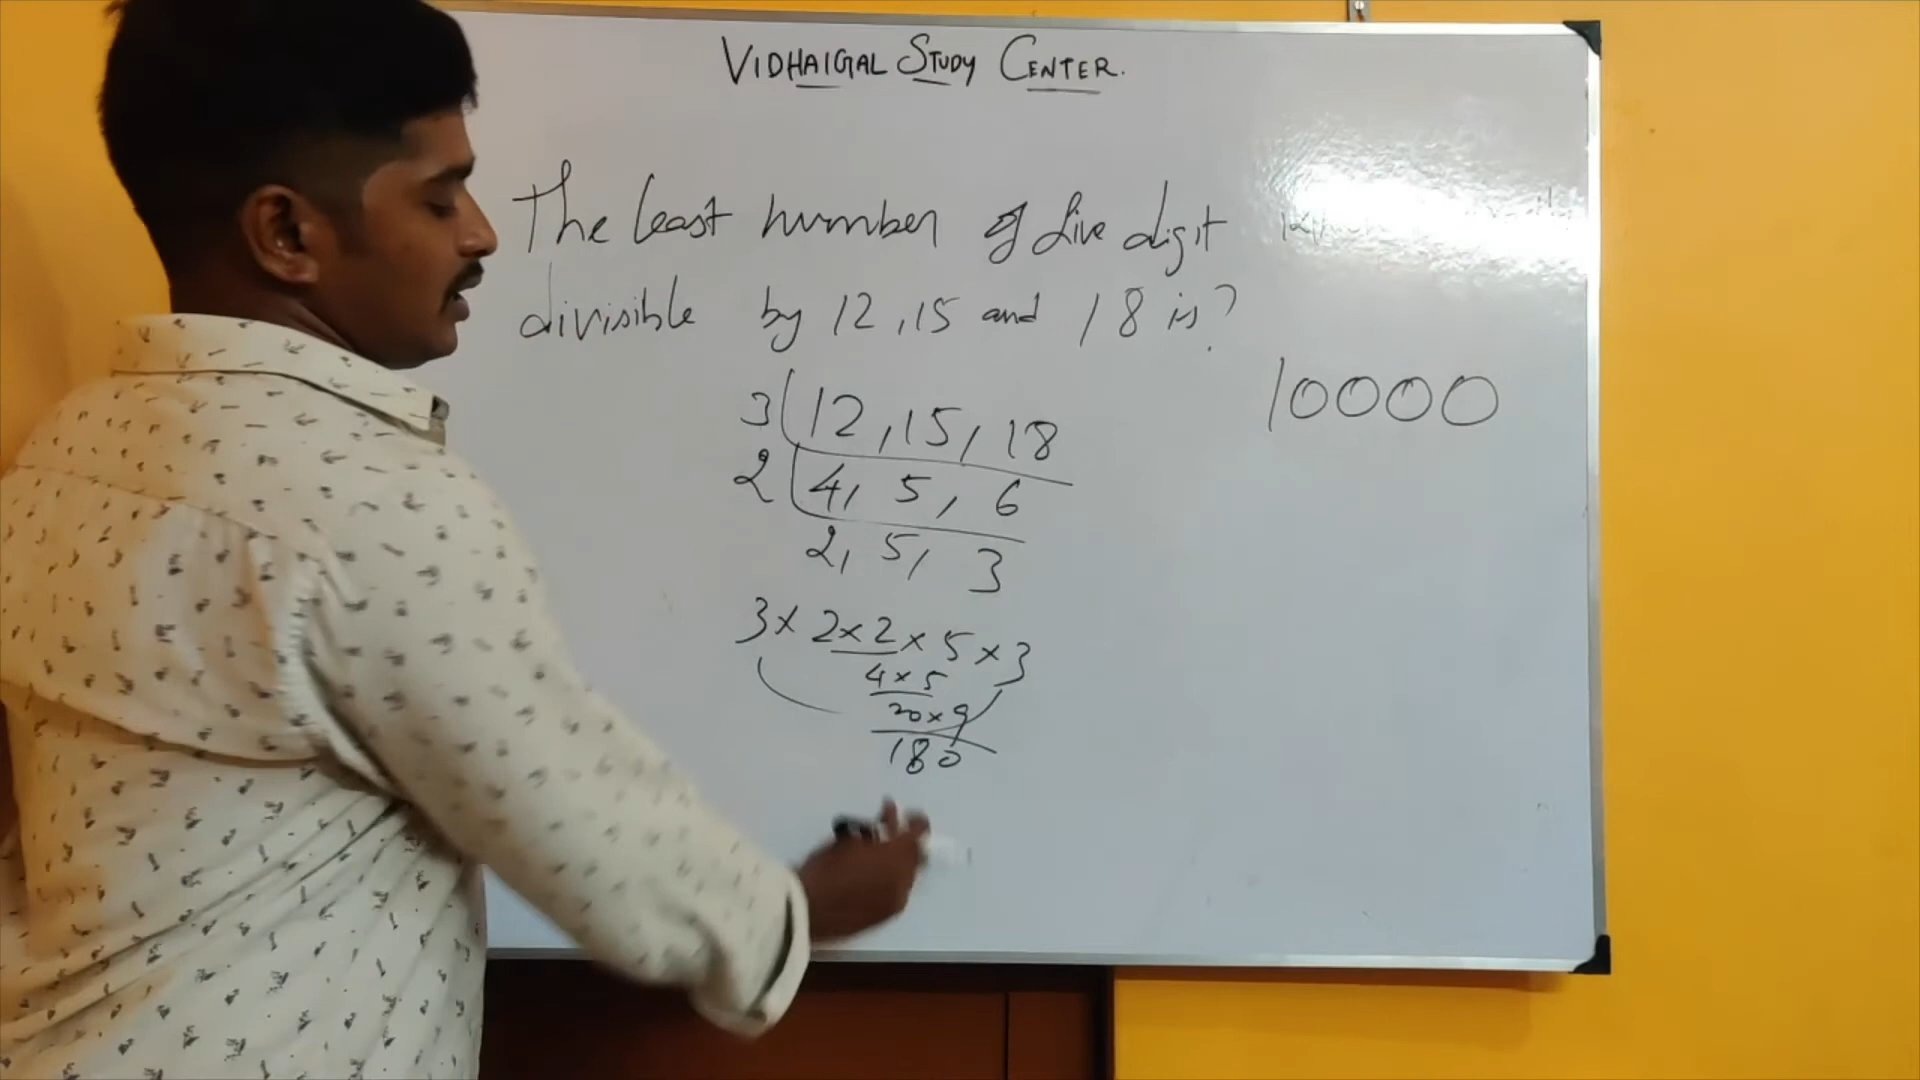 VIDHAIGAL STUDY CENTER.
The least number of five digit
divisible by 12, 15 and 18 is?
10000
3 12, 15, 18
2 4, 5, 6
2, 5, 3
3 x 2 x 2 x 5 x 3
4 x 5
20 x 9
180